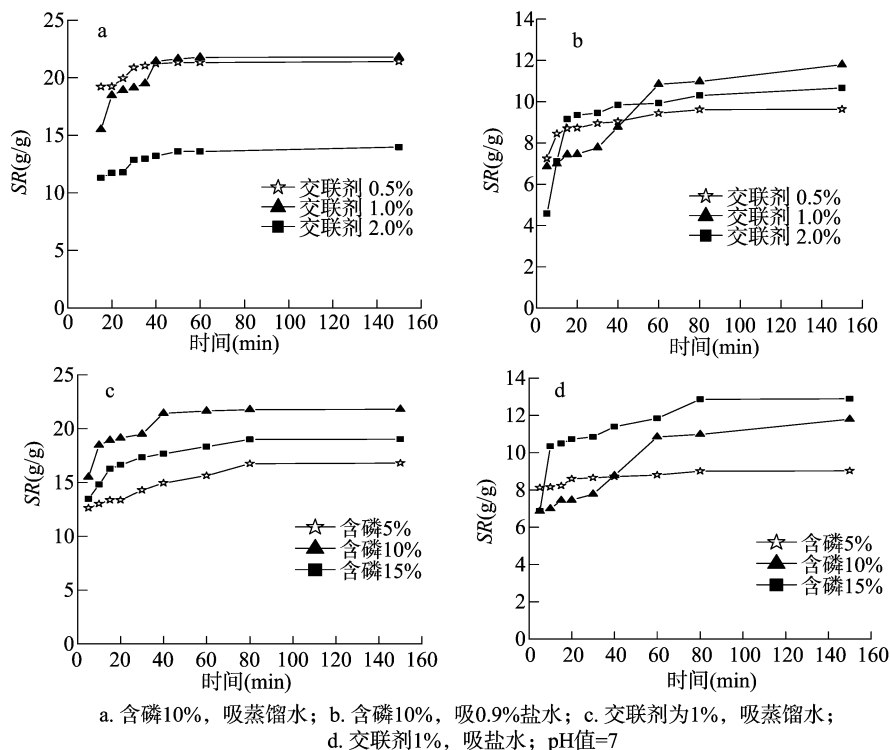 a
25
20
15
10
5
0
SR(g/g)
交联剂 0.5%
交联剂 1.0%
交联剂 2.0%
0 20 40 60 80 100 120 140 160
时间(min)
b
14
12
10
8
6
4
2
0
SR(g/g)
交联剂 0.5%
交联剂 1.0%
交联剂 2.0%
0 20 40 60 80 100 120 140 160
时间(min)
c
25
20
15
10
5
0
SR(g/g)
含磷5%
含磷10%
含磷15%
0 20 40 60 80 100 120 140 160
时间(min)
d
14
12
10
8
6
4
2
0
SR(g/g)
含磷5%
含磷10%
含磷15%
0 20 40 60 80 100 120 140 160
时间(min)
a. 含磷10%，吸蒸馏水；b. 含磷10%，吸0.9%盐水；c. 交联剂为1%，吸蒸馏水；
d. 交联剂1%，吸盐水；pH值=7